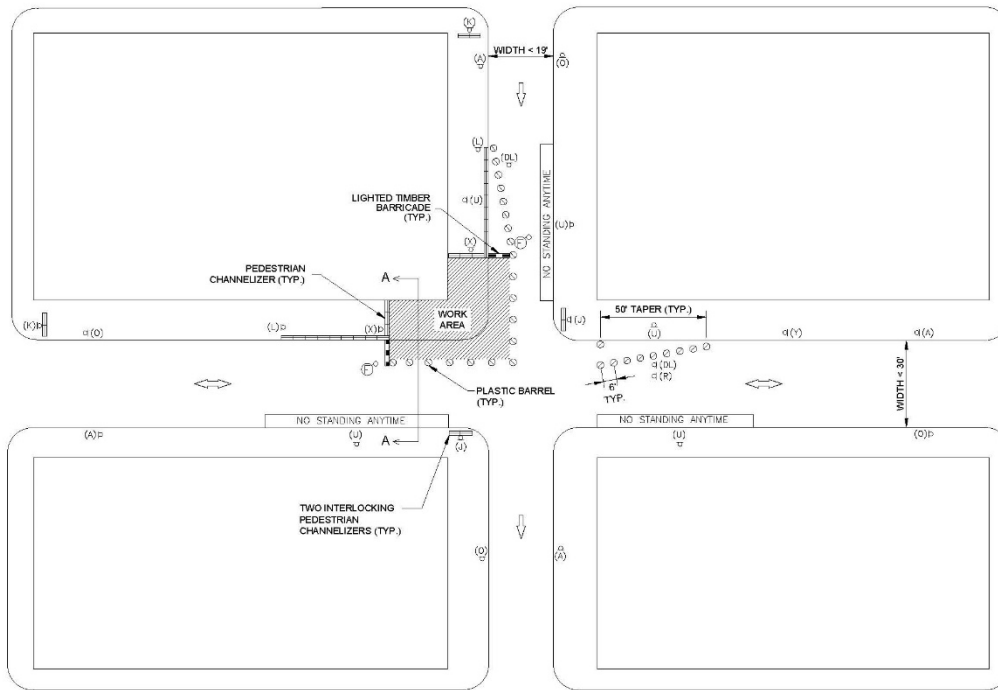 (K)
WIDTH < 19'
(A)
(O)
(L)
(DL)
LIGHTED TIMBER
BARRICADE
(TYP.)
(U)
NO STANDING ANYTIME
(U)
(X)
F
PEDESTRIAN
CHANNELIZER (TYP.)
A
50' TAPER (TYP.)
WORK
AREA
(K)
(O)
(L)
(X)
(J)
(U)
(Y)
(A)
F
(DL)
(R)
6'
TYP.
PLASTIC BARREL
(TYP.)
WIDTH < 30'
NO STANDING ANYTIME
NO STANDING ANYTIME
(A)
(U)
A
(J)
(U)
(O)
TWO INTERLOCKING
PEDESTRIAN
CHANNELIZERS (TYP.)
(O)
(A)